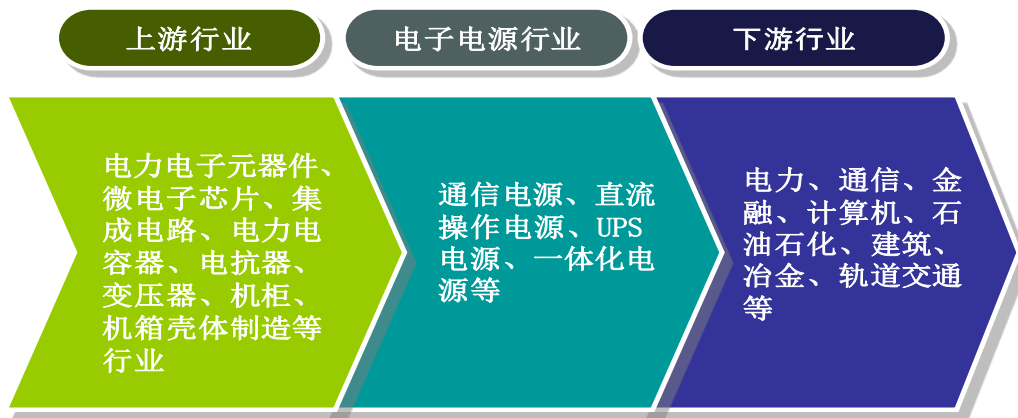 上游行业
电子电源行业
下游行业
电力电子元器件、
微电子芯片、集
成电路、电力电
容器、电抗器、
变压器、机柜、
机箱壳体制造等
行业
通信电源、直流
操作电源、UPS
电源、一体化电
源等
电力、通信、金
融、计算机、石
油石化、建筑、
冶金、轨道交通
等